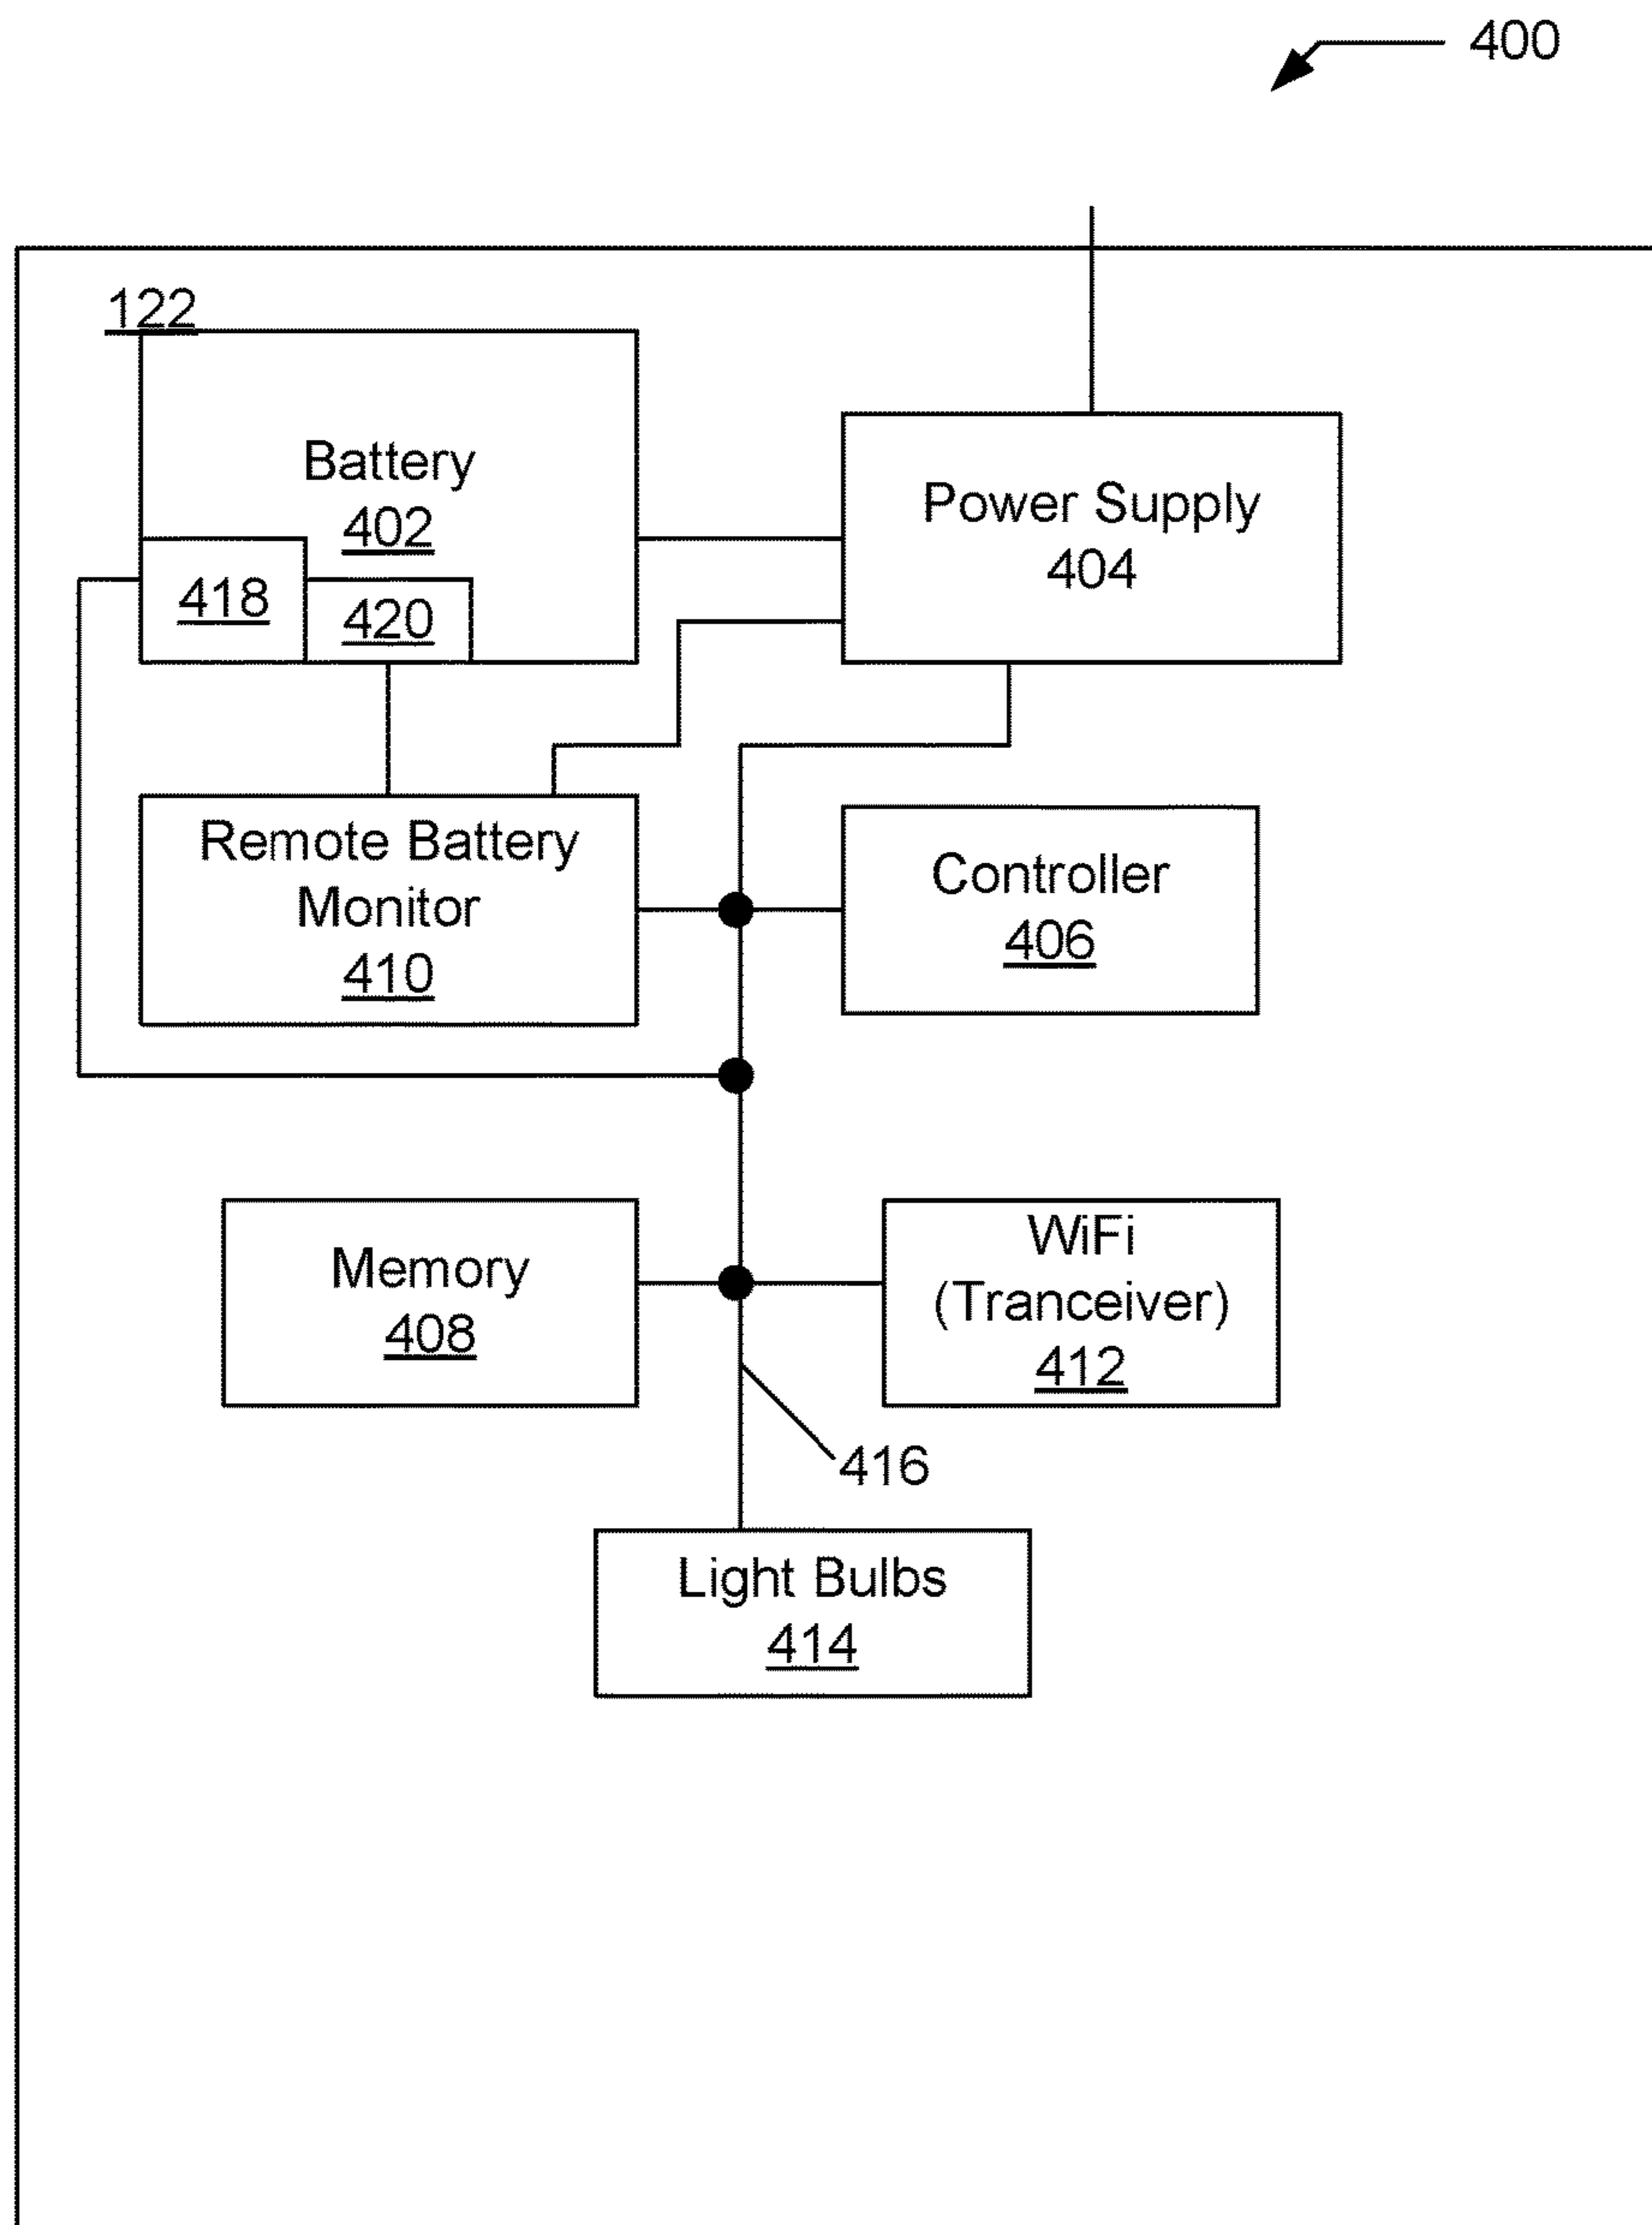 400
122
Battery
402
418
420
Power Supply
404
Remote Battery
Monitor
410
Controller
406
Memory
408
WiFi
(Tranceiver)
412
416
Light Bulbs
414